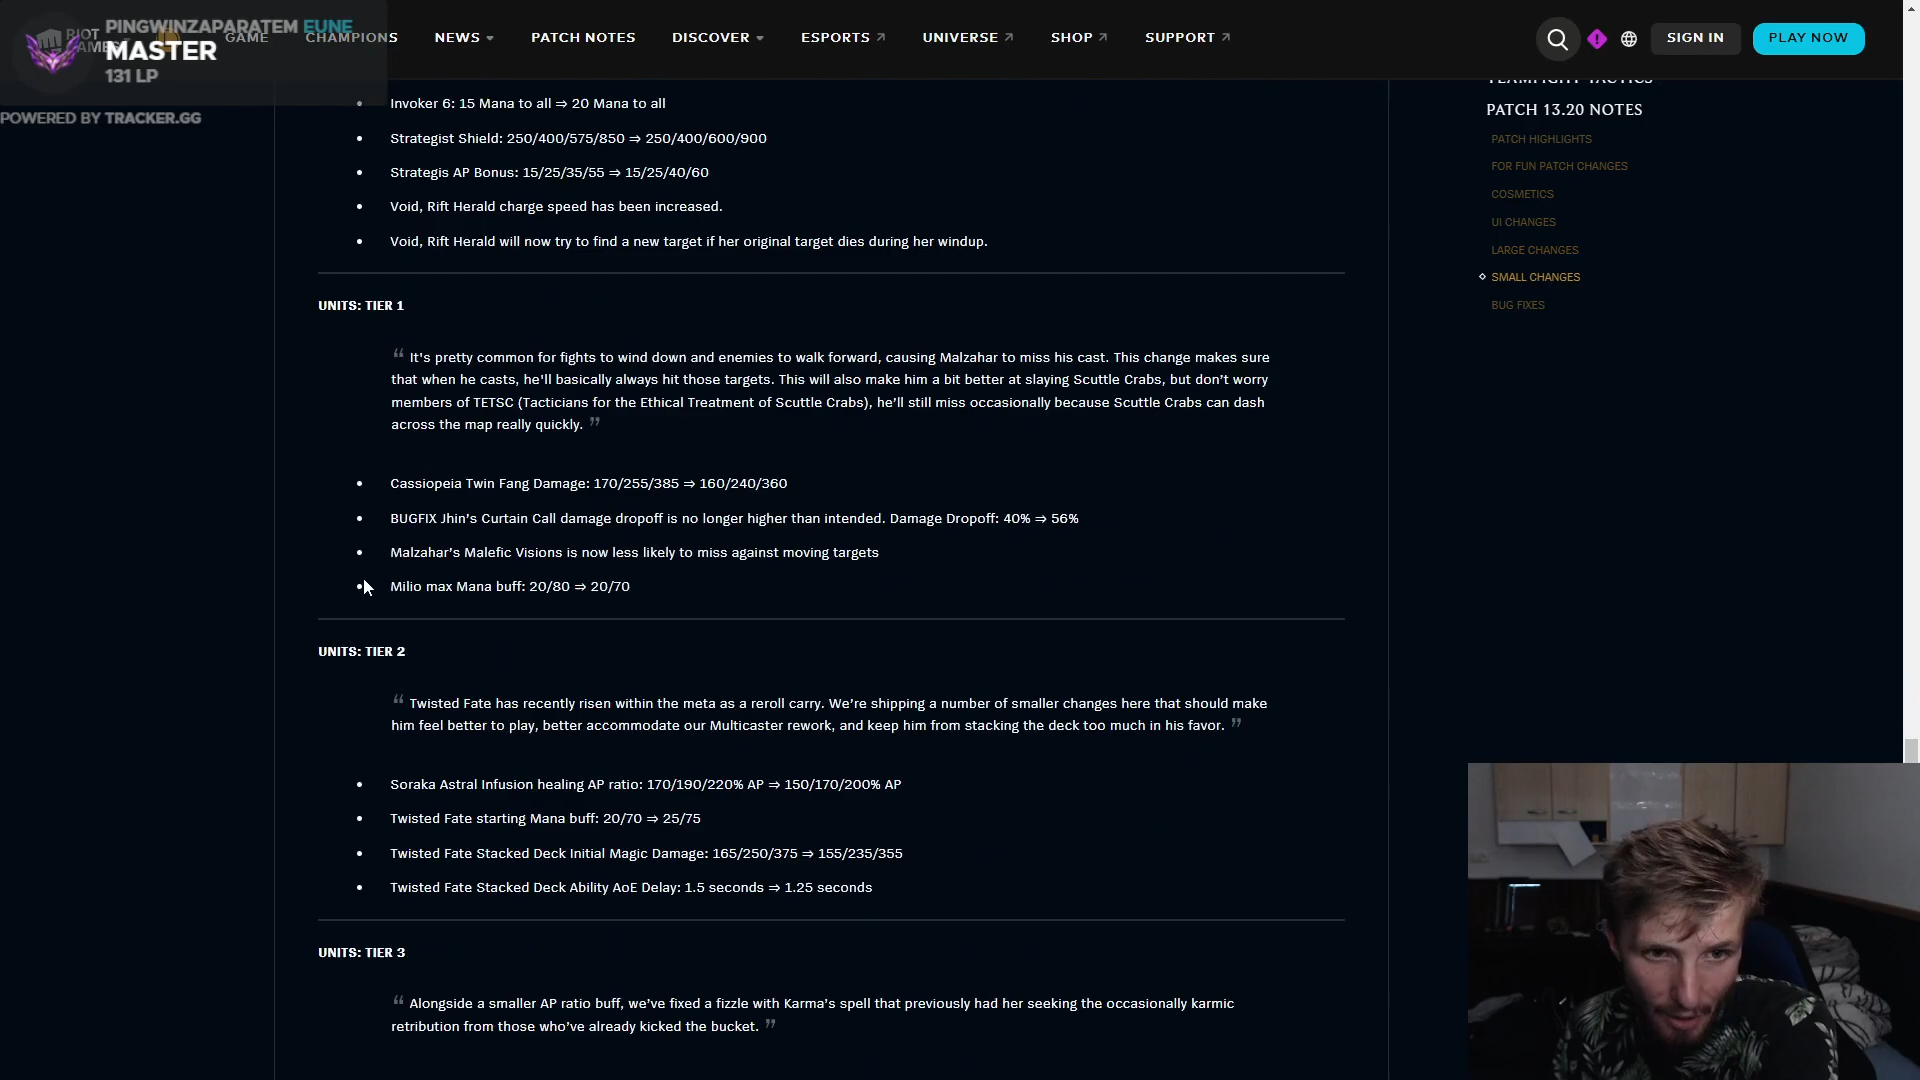 PINGWINZAPARATEM EUNE
MASTER
131 LP
POWERED BY TRACKER.GG
RIOT
GAMES
GAME
CHAMPIONS
NEWS
PATCH NOTES
DISCOVER
ESPORTS
UNIVERSE
SHOP
SUPPORT
SIGN IN
PLAY NOW
Invoker 6: 15 Mana to all ⇒ 20 Mana to all
Strategist Shield: 250/400/575/850 ⇒ 250/400/600/900
Strategis AP Bonus: 15/25/35/55 ⇒ 15/25/40/60
Void, Rift Herald charge speed has been increased.
Void, Rift Herald will now try to find a new target if her original target dies during her windup.
UNITS: TIER 1
“ It's pretty common for fights to wind down and enemies to walk forward, causing Malzahar to miss his cast. This change makes sure
that when he casts, he'll basically always hit those targets. This will also make him a bit better at slaying Scuttle Crabs, but don’t worry
members of TETSC (Tacticians for the Ethical Treatment of Scuttle Crabs), he’ll still miss occasionally because Scuttle Crabs can dash
across the map really quickly. ”
Cassiopeia Twin Fang Damage: 170/255/385 ⇒ 160/240/360
BUGFIX Jhin’s Curtain Call damage dropoff is no longer higher than intended. Damage Dropoff: 40% ⇒ 56%
Malzahar’s Malefic Visions is now less likely to miss against moving targets
Milio max Mana buff: 20/80 ⇒ 20/70
UNITS: TIER 2
“ Twisted Fate has recently risen within the meta as a reroll carry. We’re shipping a number of smaller changes here that should make
him feel better to play, better accommodate our Multicaster rework, and keep him from stacking the deck too much in his favor. ”
Soraka Astral Infusion healing AP ratio: 170/190/220% AP ⇒ 150/170/200% AP
Twisted Fate starting Mana buff: 20/70 ⇒ 25/75
Twisted Fate Stacked Deck Initial Magic Damage: 165/250/375 ⇒ 155/235/355
Twisted Fate Stacked Deck Ability AoE Delay: 1.5 seconds ⇒ 1.25 seconds
UNITS: TIER 3
“ Alongside a smaller AP ratio buff, we’ve fixed a fizzle with Karma’s spell that previously had her seeking the occasionally karmic
retribution from those who’ve already kicked the bucket. ”
TEAMFIGHT TACTICS
PATCH 13.20 NOTES
PATCH HIGHLIGHTS
FOR FUN PATCH CHANGES
COSMETICS
UI CHANGES
LARGE CHANGES
SMALL CHANGES
BUG FIXES